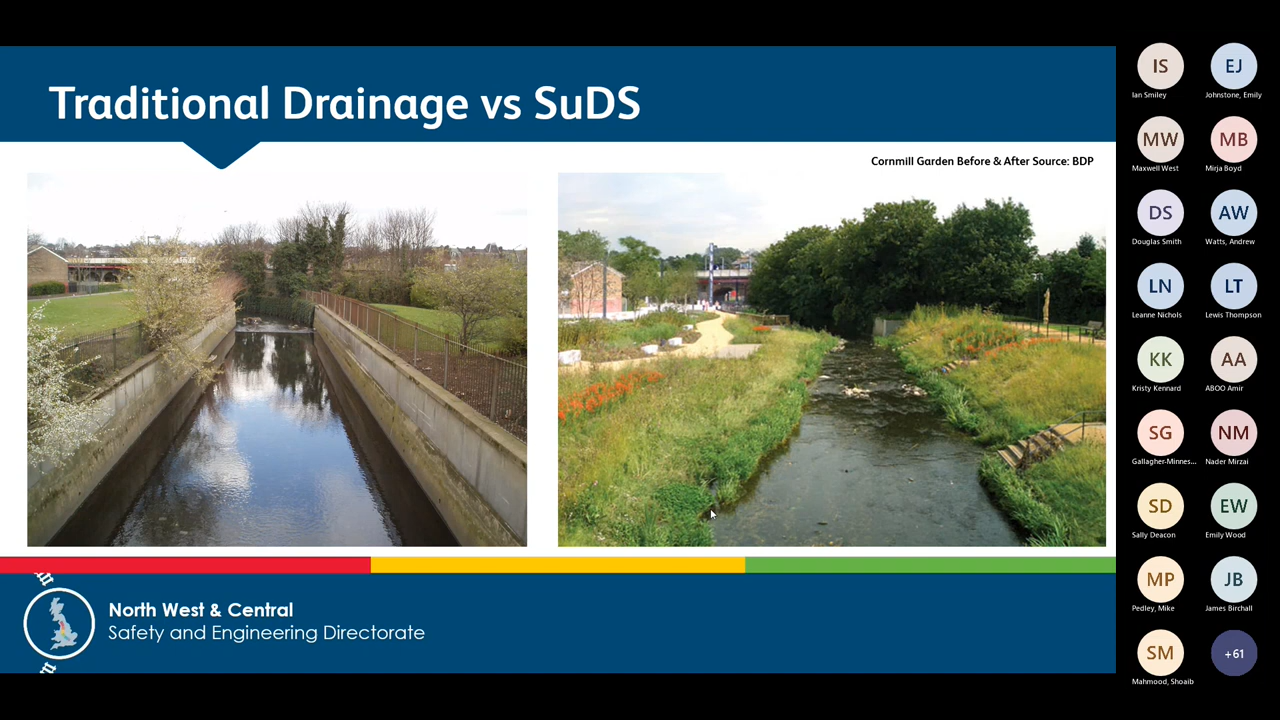 Traditional Drainage vs SuDS
Cornmill Garden Before & After Source: BDP
North West & Central
Safety and Engineering Directorate
IS
Ian Smiley
EJ
Johnstone, Emily
MW
Maxwell West
MB
Mirja Boyd
DS
Douglas Smith
AW
Watts, Andrew
LN
Leanne Nichols
LT
Lewis Thompson
KK
Kristy Kennard
AA
ABOO Amir
SG
Gallagher-Minnes...
NM
Nader Mirzai
SD
Sally Deacon
EW
Emily Wood
MP
Pedley, Mike
JB
James Birchall
SM
Mahmood, Shoaib
+61